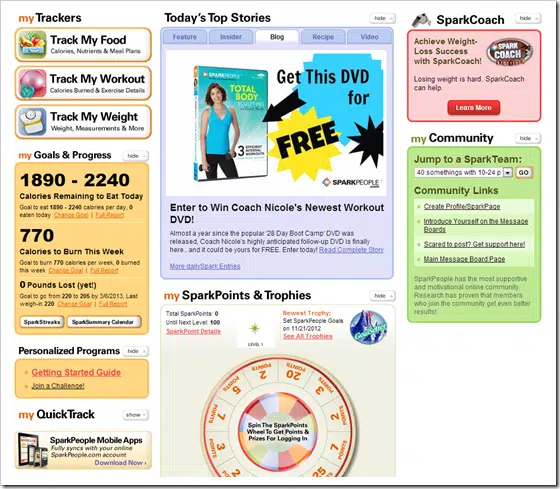 my Trackers
Track My Food
Calories, Nutrients & Meal Plans
Track My Workout
Calories Burned & Exercise Details
Track My Weight
Weight, Measurements & More
my Goals & Progress
hide
1890 - 2240
Calories Remaining to Eat Today
Goal to eat 1890 - 2240 calories per day, 0
eaten today Change Goal | Full Report
770
Calories to Burn This Week
Goal to burn 770 calories per week, 0 burned
this week Change Goal | Full Report
0 Pounds Lost (yet!)
Goal to go from 220 to 205 by 3/6/2013, Last
weight 220 Change Goal | Full Report
SparkStreaks
SparkSummary Calendar
Personalized Programs
hide
Getting Started Guide
Join a Challenge!
my QuickTrack
show
SparkPeople Mobile Apps
Fully syncs with your online
SparkPeople.com account
Download Now ›
Today's Top Stories
hide
Feature
Insider
Blog
Recipe
Video
SPARKPEOPLE
TOTAL
BODY
SCULPTING
3 EFFICIENT
INTERVAL
WORKOUTS
Get This DVD
for
FREE
SPARKPEOPLE
.com
Enter to Win Coach Nicole's Newest Workout
DVD!
Almost a year since the popular '28 Day Boot Camp' DVD was
released, Coach Nicole's highly anticipated follow-up DVD is finally
here...and it could be yours for FREE. Enter today! Read Complete Story
More dailySpark Entries
my SparkPoints & Trophies
hide
Total SparkPoints: 0
Until Next Level: 100
SparkPoint Details
LEVEL 1
Newest Trophy:
Set SparkPeople Goals
on 11/21/2012
See All Trophies
GoalSetter
Spin The SparkPoints
Wheel To Get Points &
Prizes For Logging In
SparkCoach
hide
Achieve Weight-
Loss Success
with SparkCoach!
SPARK
COACH
Losing weight is hard. SparkCoach
can help.
Learn More
my Community
hide
Jump to a SparkTeam:
40 somethings with 10-24 p
GO
Community Links
Create Profile/SparkPage
Introduce Yourself on the
Message Boards
Scared to post? Get support here!
Main Message Board Page
SparkPeople has the most supportive
and motivational online community.
Research has proven that members
who join the community get even better
results!